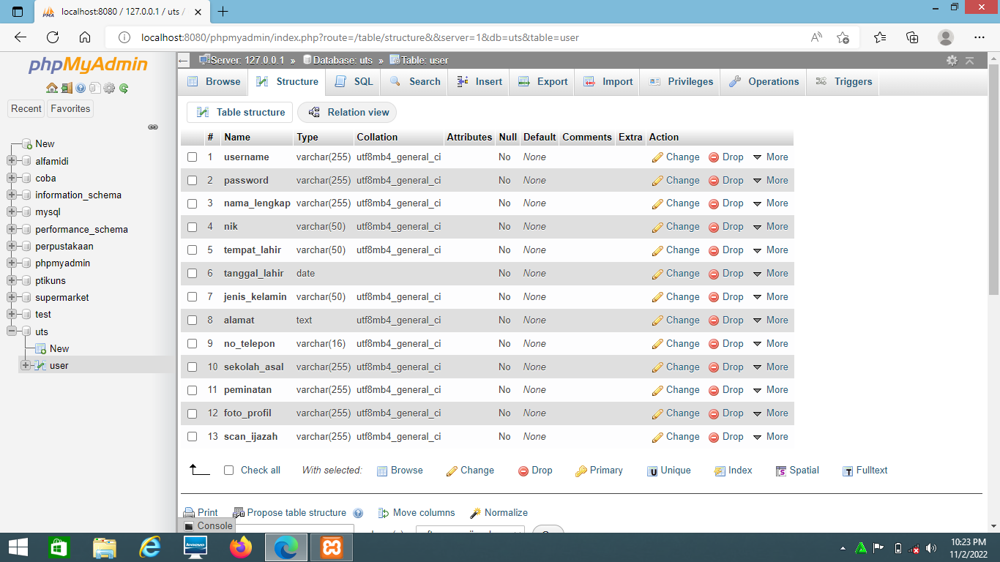 localhost:8080 / 127.0.0.1 / uts /
localhost:8080/phpmyadmin/index.php?route=/table/structure&&server=1&db=uts&table=user
phpMyAdmin
Recent Favorites
New
alfamidi
coba
information_schema
mysql
performance_schema
perpustakaan
phpmyadmin
ptikuns
supermarket
test
uts
New
user
Server: 127.0.0.1 » Database: uts » Table: user
Browse Structure SQL Search Insert Export Import Privileges Operations Triggers
Table structure Relation view
# Name Type Collation Attributes Null Default Comments Extra Action
1 username varchar(255) utf8mb4_general_ci No None Change Drop More
2 password varchar(255) utf8mb4_general_ci No None Change Drop More
3 nama_lengkap varchar(255) utf8mb4_general_ci No None Change Drop More
4 nik varchar(50) utf8mb4_general_ci No None Change Drop More
5 tempat_lahir varchar(50) utf8mb4_general_ci No None Change Drop More
6 tanggal_lahir date No None Change Drop More
7 jenis_kelamin varchar(50) utf8mb4_general_ci No None Change Drop More
8 alamat text utf8mb4_general_ci No None Change Drop More
9 no_telepon varchar(16) utf8mb4_general_ci No None Change Drop More
10 sekolah_asal varchar(255) utf8mb4_general_ci No None Change Drop More
11 peminatan varchar(255) utf8mb4_general_ci No None Change Drop More
12 foto_profil varchar(255) utf8mb4_general_ci No None Change Drop More
13 scan_ijazah varchar(255) utf8mb4_general_ci No None Change Drop More
Check all With selected: Browse Change Drop Primary Unique Index Spatial Fulltext
Print Propose table structure Move columns Normalize
Console
10:23 PM
11/2/2022